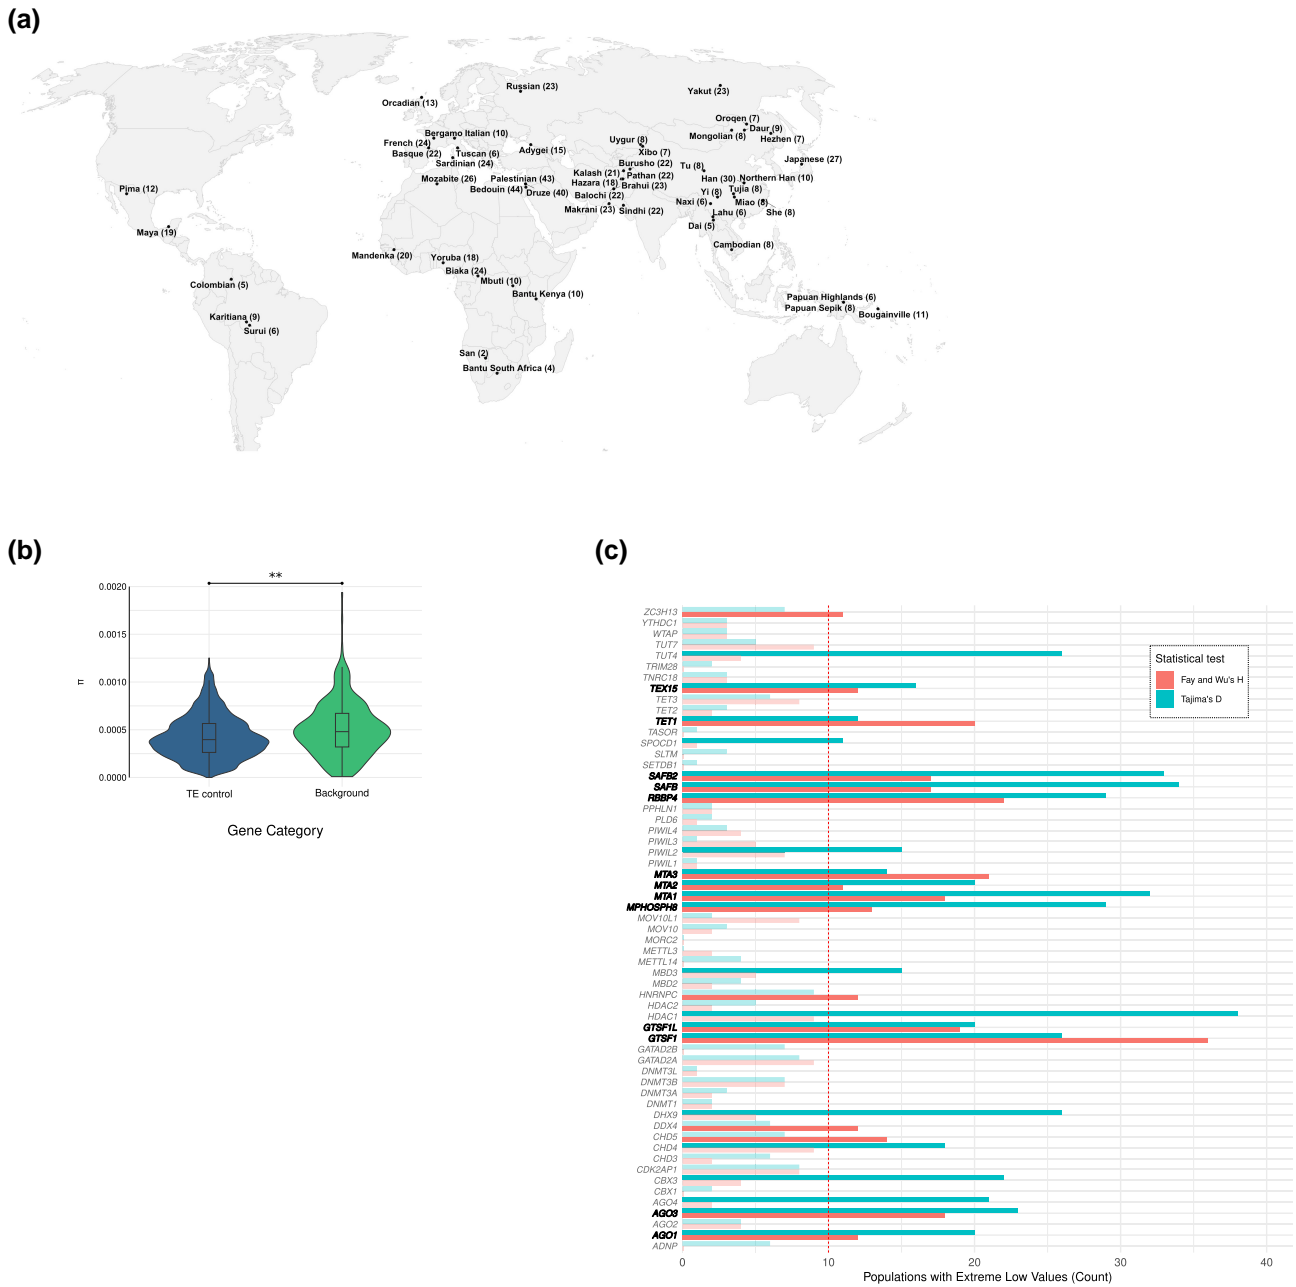 (a)
Russian (23)
Yakut (23)
Orcadian (13)
Oroqen (7)
Daur (9)
Mongolian (8)
Hezhen (7)
Bergamo Italian (10)
French (24)
Basque (22)
Tuscan (6)
Sardinian (24)
Adygei (15)
Uygur (8)
Xibo (7)
Japanese (27)
Burusho (22)
Tu (8)
Kalash (21)
Pathan (22)
Han (30)
Northern Han (10)
Mozabite (26)
Palestinian (43)
Hazara (18)
Brahui (23)
Bedouin (44)
Druze (40)
Balochi (22)
Yi (8)
Tujia (8)
Pima (12)
Naxi (6)
Miao (8)
Makrani (23)
Sindhi (22)
Lahu (6)
She (8)
Dai (5)
Maya (19)
Cambodian (8)
Mandenka (20)
Yoruba (18)
Biaka (24)
Mbuti (10)
Colombian (5)
Bantu Kenya (10)
Papuan Highlands (6)
Papuan Sepik (8)
Bougainville (11)
Karitiana (9)
Surui (6)
San (2)
Bantu South Africa (4)
(b)
**
0.0020
0.0015
0.0010
0.0005
0.0000
π
TE control
Background
Gene Category
(c)
ZC3H13
YTHDC1
WTAP
TUT7
TUT4
TRIM28
TNRC18
TEX15
TET3
TET2
TET1
TASOR
SPOCD1
SLTM
SETDB1
SAFB2
SAFB
RBBP4
PPHLN1
PLD6
PIWIL4
PIWIL3
PIWIL2
PIWIL1
MTA3
MTA2
MTA1
MPHOSPH8
MOV10L1
MOV10
MORC2
METTL3
METTL14
MBD3
MBD2
HNRNPC
HDAC2
HDAC1
GTSF1L
GTSF1
GATAD2B
GATAD2A
DNMT3L
DNMT3B
DNMT3A
DNMT1
DHX9
DDX4
CHD5
CHD4
CHD3
CDK2AP1
CBX3
CBX1
AGO4
AGO3
AGO2
AGO1
ADNP
Statistical test
Fay and Wu's H
Tajima's D
0
10
20
30
40
Populations with Extreme Low Values (Count)